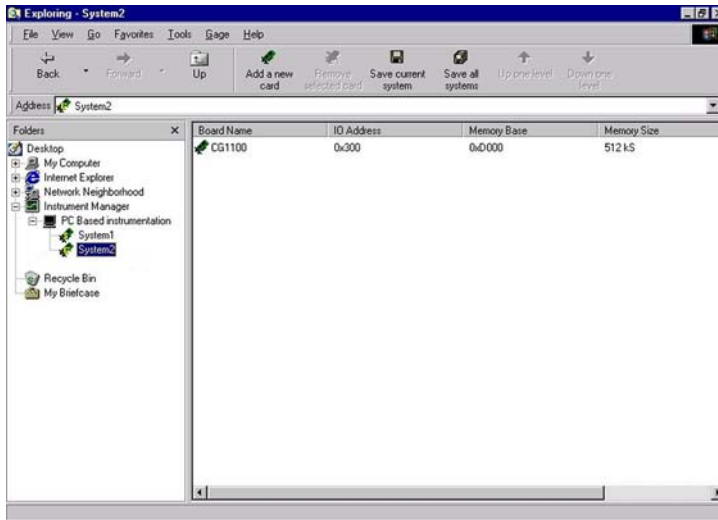 Exploring - System2
File View Go Favorites Tools Gage Help
Back Forward Up Add a new card Remove selected card Save current system Save all systems Up one level Down one level
Address System2
Folders
Board Name IO Address Memory Base Memory Size
CG1100 0x300 0xD000 512 kS
Desktop
My Computer
Internet Explorer
Network Neighborhood
Instrument Manager
PC Based instrumentation
System1
System2
Recycle Bin
My Briefcase